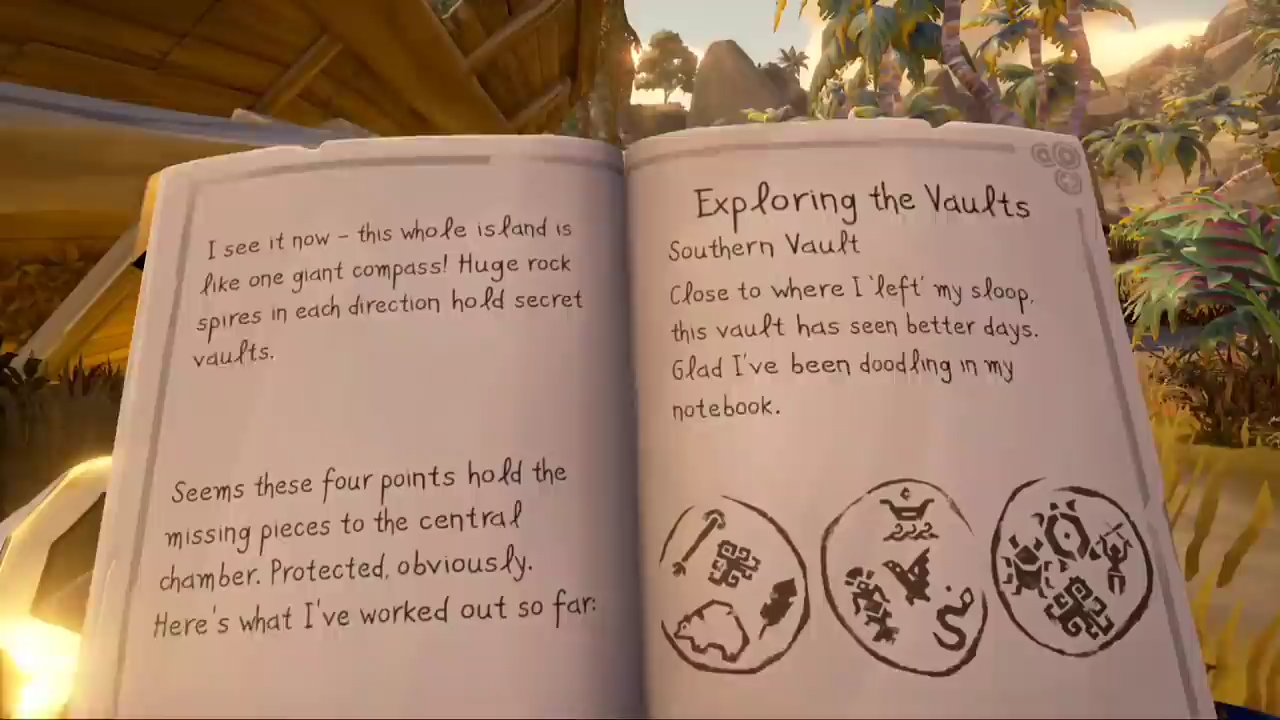 I see it now – this whole island is
like one giant compass! Huge rock
spires in each direction hold secret
vaults.
Seems these four points hold the
missing pieces to the central
chamber. Protected, obviously.
Here's what I've worked out so far:
Exploring the Vaults
Southern Vault
Close to where I 'left' my sloop,
this vault has seen better days.
Glad I've been doodling in my
notebook.